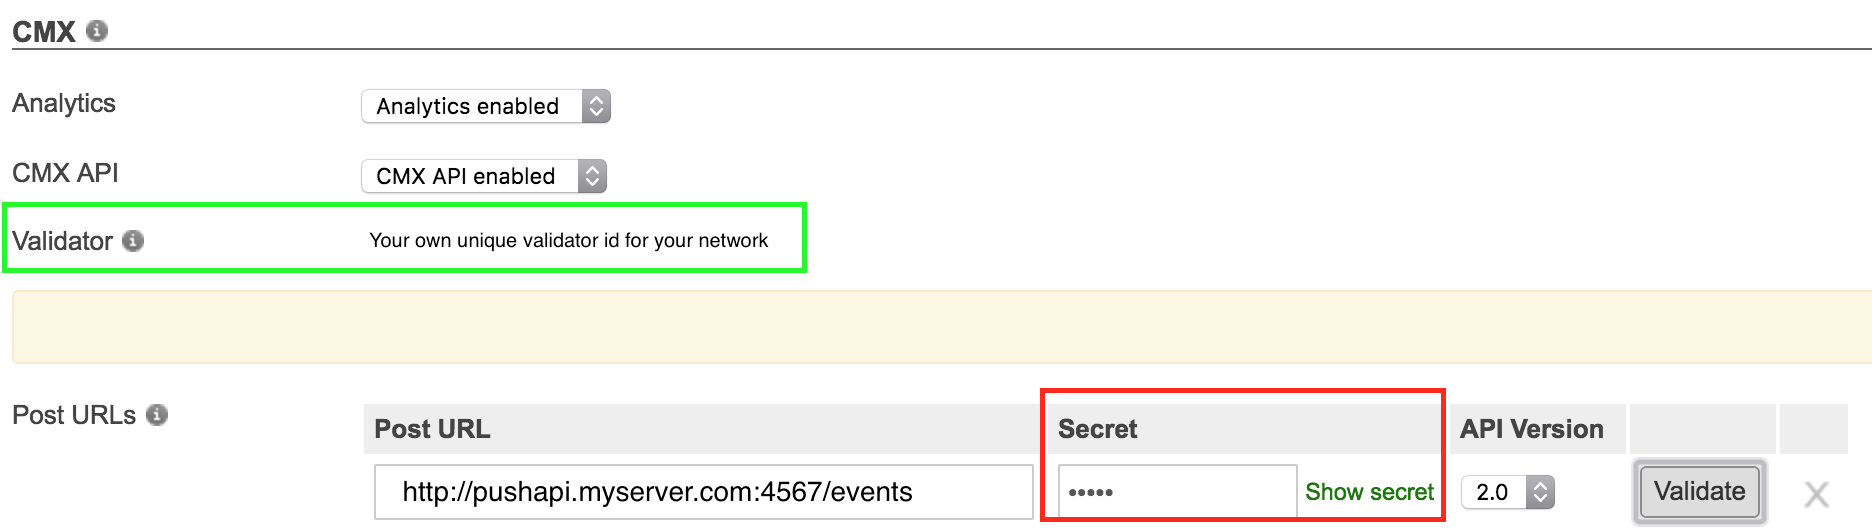 CMX
Analytics Analytics enabled
CMX API CMX API enabled
Validator Your own unique validator id for your network
Post URLs
Post URL Secret API Version
http://pushapi.myserver.com:4567/events ••••• Show secret 2.0 Validate X